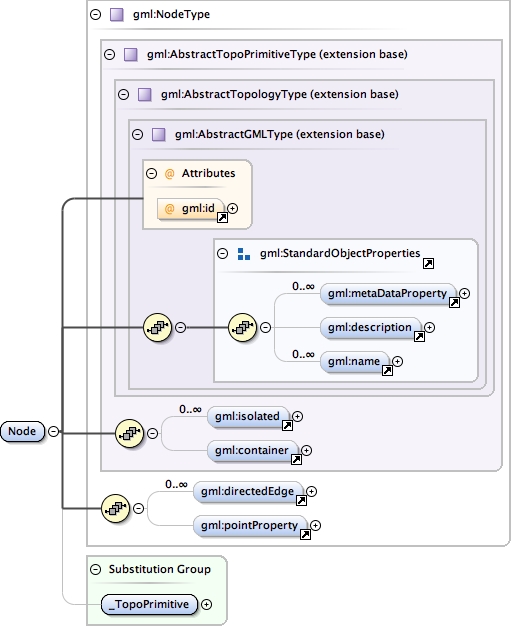 gml:NodeType
gml:AbstractTopoPrimitiveType (extension base)
gml:AbstractTopologyType (extension base)
gml:AbstractGMLType (extension base)
@ Attributes
@ gml:id
gml:StandardObjectProperties
0..∞
gml:metaDataProperty
gml:description
0..∞
gml:name
0..∞
gml:isolated
Node
gml:container
0..∞
gml:directedEdge
gml:pointProperty
Substitution Group
_TopoPrimitive